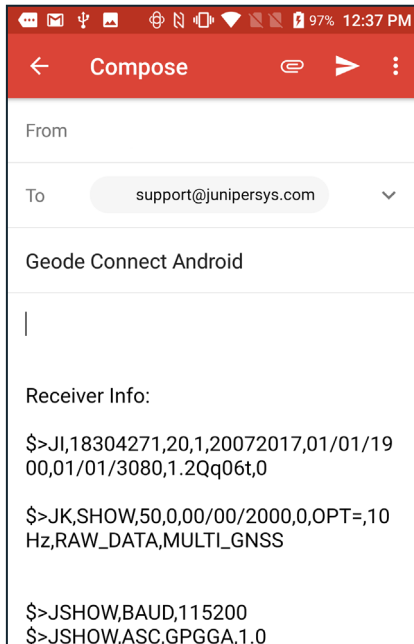 97% 12:37 PM
Compose
From
To support@junipersys.com
Geode Connect Android
Receiver Info:
$>JI,18304271,20,1,20072017,01/01/19
00,01/01/3080,1.2Qq06t,0
$>JK,SHOW,50,0,00/00/2000,0,OPT=,10
Hz,RAW_DATA,MULTI_GNSS
$>JSHOW,BAUD,115200
$>JSHOW,ASC,GPGGA,1.0